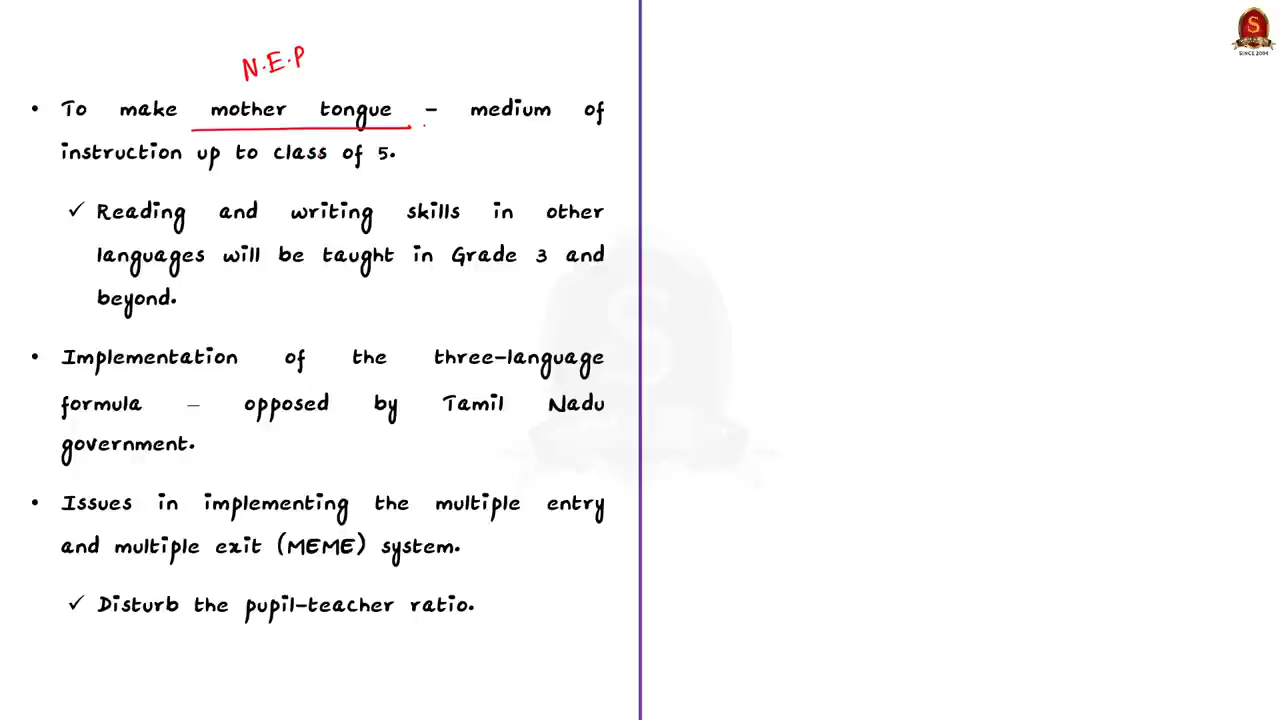 N.E.P
• To make mother tongue - medium of
instruction up to class of 5.
✓ Reading and writing skills in other
languages will be taught in Grade 3 and
beyond.
• Implementation of the three-language
formula – opposed by Tamil Nadu
government.
• Issues in implementing the multiple entry
and multiple exit (MEME) system.
✓ Disturb the pupil-teacher ratio.
S
SINCE 2004
S